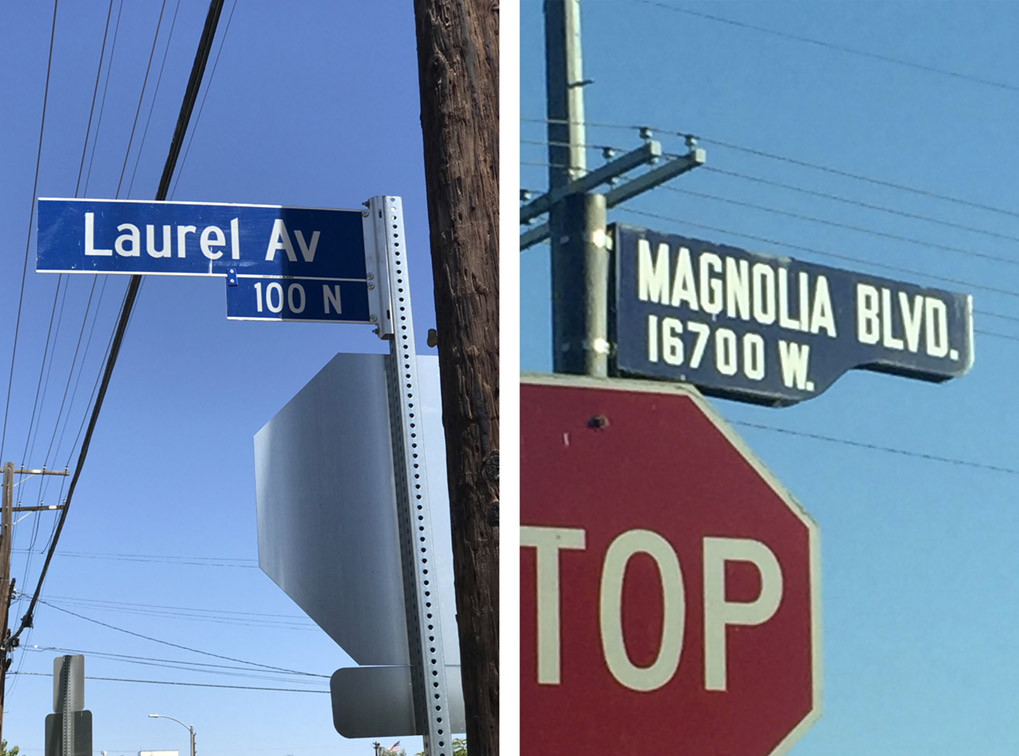 Laurel Av
100 N
MAGNOLIA BLVD.
16700 W.
TOP